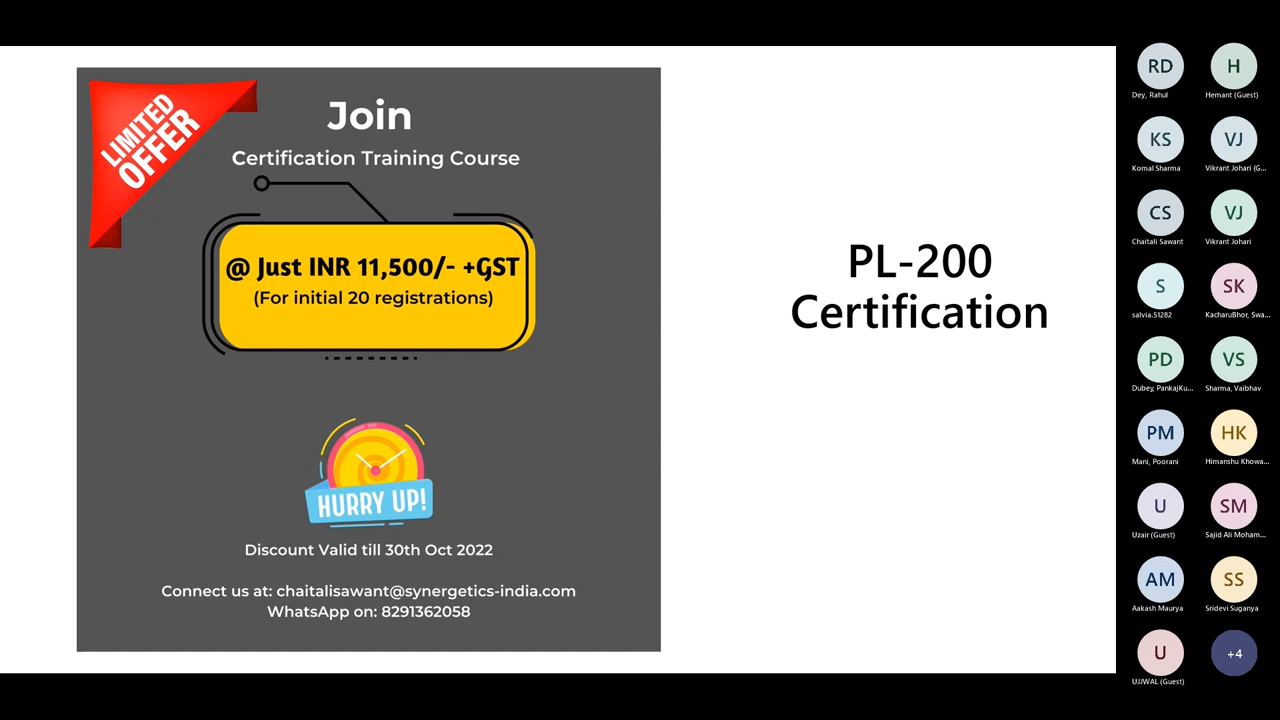 LIMITED
OFFER
Join
Certification Training Course
@ Just INR 11,500/- +GST
(For initial 20 registrations)
HURRY UP!
Discount Valid till 30th Oct 2022
Connect us at: chaitalisawant@synergetics-india.com
WhatsApp on: 8291362058
PL-200
Certification
RD
H
Dey, Rahul
Hemant (Guest)
KS
VJ
Komal Sharma
Vikrant Johari (G...
CS
VJ
Chaitali Sawant
Vikrant Johari
S
SK
salvia.51282
KacharuBhor, Swa...
PD
VS
Dubey, PankajKu...
Sharma, Vaibhav
PM
HK
Mani, Poorani
Himanshu Khowa...
U
SM
Uzair (Guest)
Sajid Ali Moham...
AM
SS
Aakash Maurya
Sridevi Suganya
U
+4
UJJWAL (Guest)